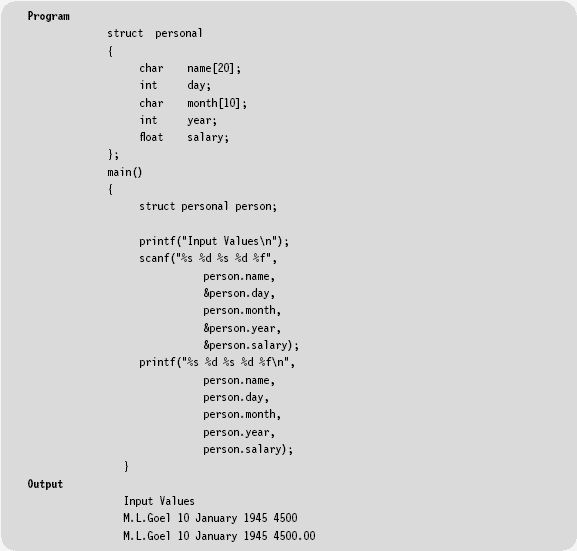 Program
struct personal
{
char name[20];
int day;
char month[10];
int year;
float salary;
};
main()
{
struct personal person;
printf("Input Values\n");
scanf("%s %d %s %d %f",
person.name,
&person.day,
person.month,
&person.year,
&person.salary);
printf("%s %d %s %d %f\n",
person.name,
person.day,
person.month,
person.year,
person.salary);
}
Output
Input Values
M.L.Goel 10 January 1945 4500
M.L.Goel 10 January 1945 4500.00